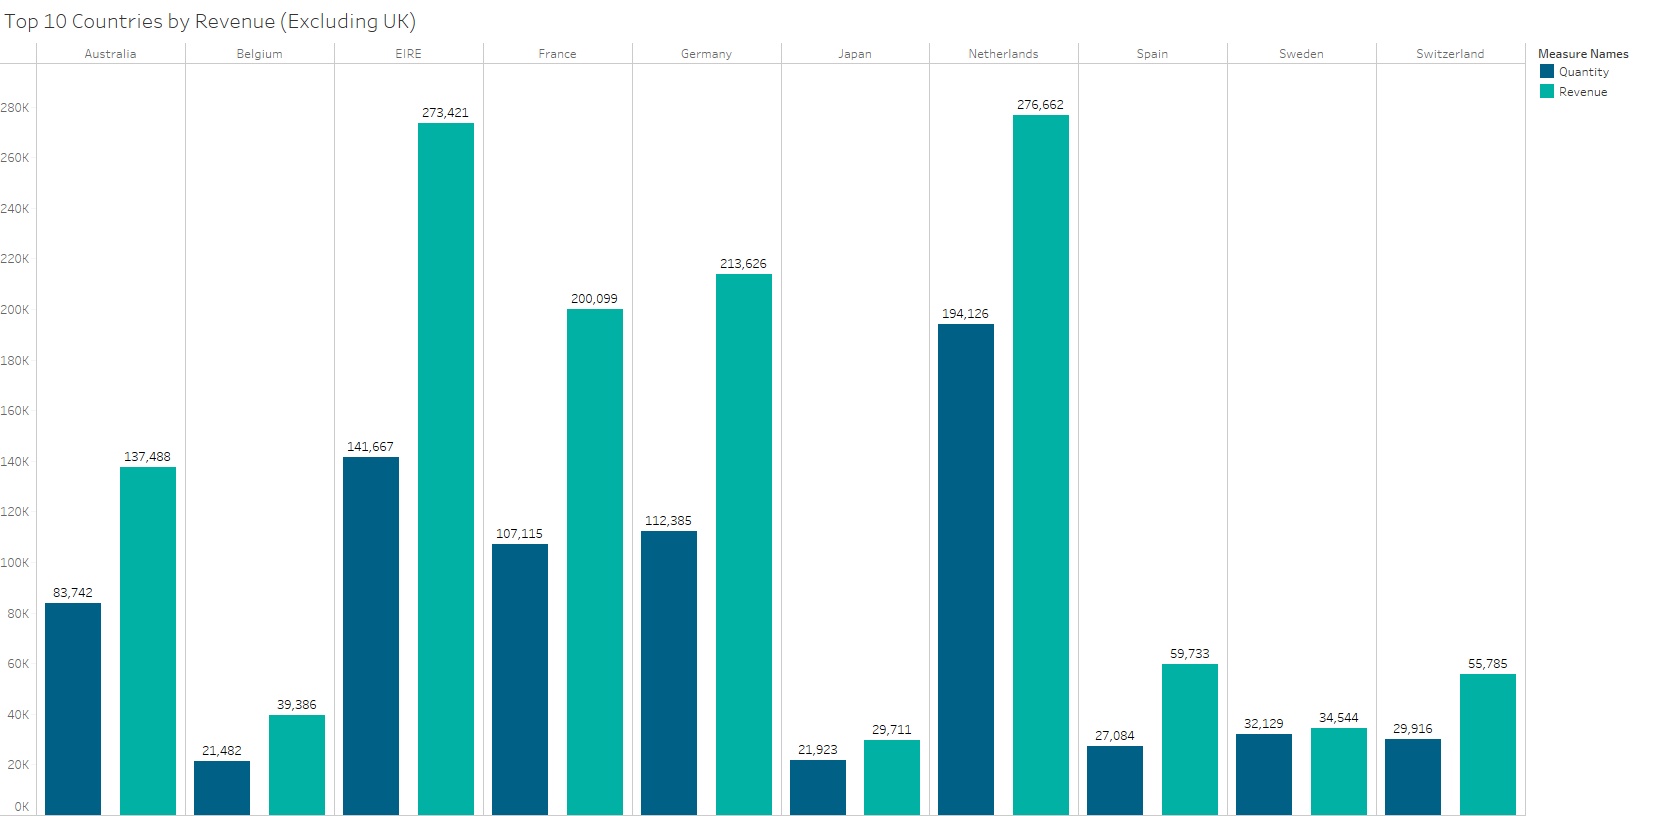 Top 10 Countries by Revenue (Excluding UK)
Australia Belgium EIRE France Germany Japan Netherlands Spain Sweden Switzerland
Measure Names
Quantity
Revenue
280K
260K
240K
220K
200K
180K
160K
140K
120K
100K
80K
60K
40K
20K
0K
83,742
137,488
21,482
39,386
141,667
273,421
107,115
200,099
112,385
213,626
21,923
29,711
194,126
276,662
27,084
59,733
32,129
34,544
29,916
55,785